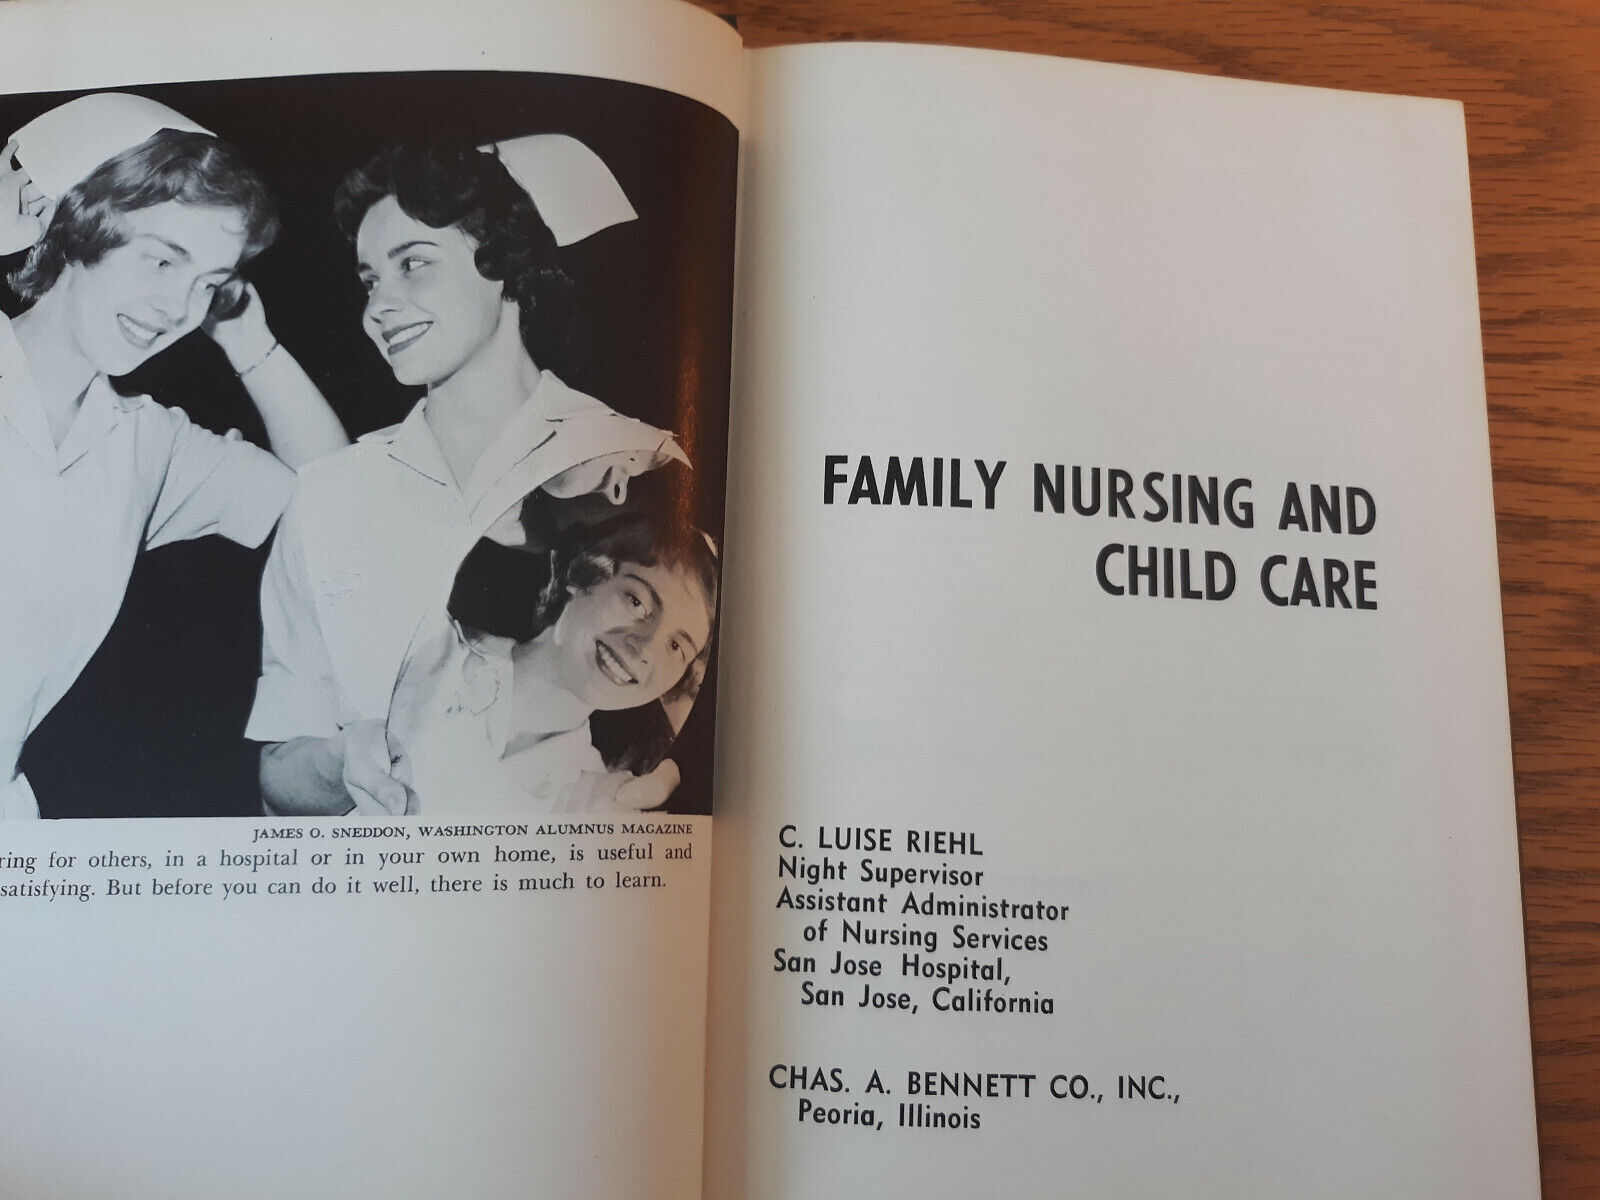 JAMES O. SNEDDON, WASHINGTON ALUMNUS MAGAZINE
for others, in a hospital or in your own home, is useful and
satisfying. But before you can do it well, there is much to learn.
FAMILY NURSING AND
CHILD CARE
C. LUISE RIEHL
Night Supervisor
Assistant Administrator
of Nursing Services
San Jose Hospital,
San Jose, California
CHAS. A. BENNETT CO., INC.,
Peoria, Illinois